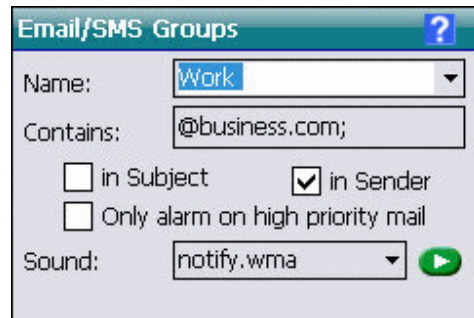 Email/SMS Groups ?
Name: Work
Contains: @business.com;
in Subject in Sender
Only alarm on high priority mail
Sound: notify.wma